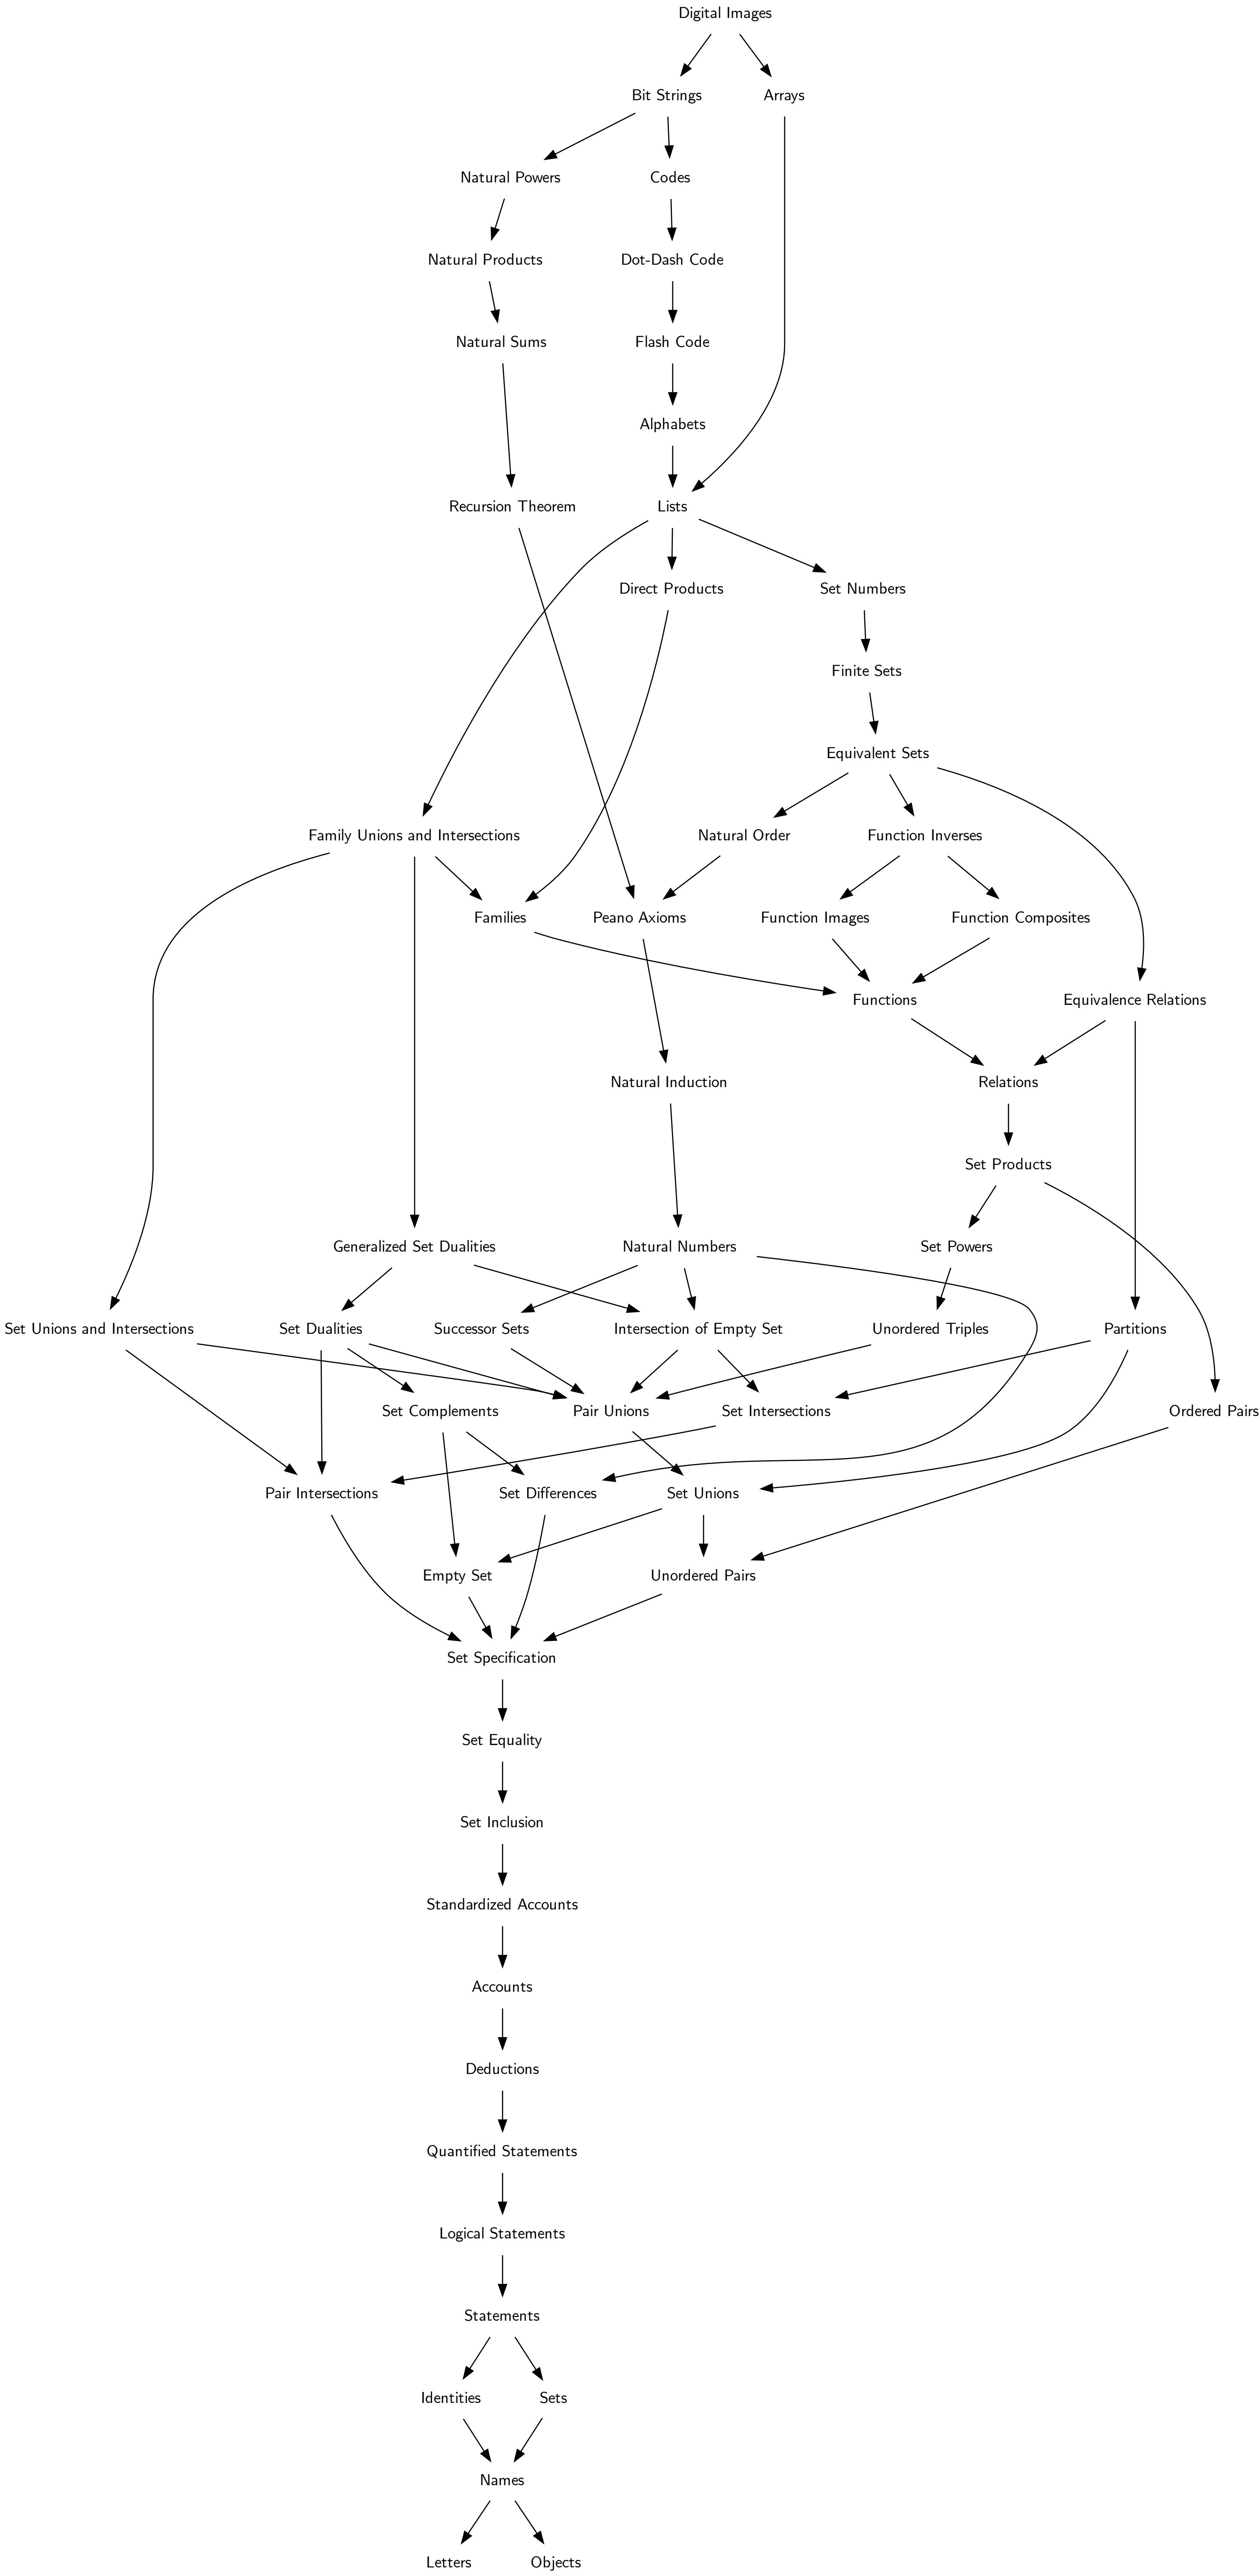 Digital Images
Bit Strings
Arrays
Natural Powers
Codes
Natural Products
Dot-Dash Code
Natural Sums
Flash Code
Alphabets
Recursion Theorem
Lists
Direct Products
Set Numbers
Finite Sets
Equivalent Sets
Family Unions and Intersections
Natural Order
Function Inverses
Families
Peano Axioms
Function Images
Function Composites
Functions
Equivalence Relations
Natural Induction
Relations
Set Products
Generalized Set Dualities
Natural Numbers
Set Powers
Set Unions and Intersections
Set Dualities
Successor Sets
Intersection of Empty Set
Unordered Triples
Partitions
Set Complements
Pair Unions
Set Intersections
Ordered Pairs
Pair Intersections
Set Differences
Set Unions
Empty Set
Unordered Pairs
Set Specification
Set Equality
Set Inclusion
Standardized Accounts
Accounts
Deductions
Quantified Statements
Logical Statements
Statements
Identities
Sets
Names
Letters
Objects